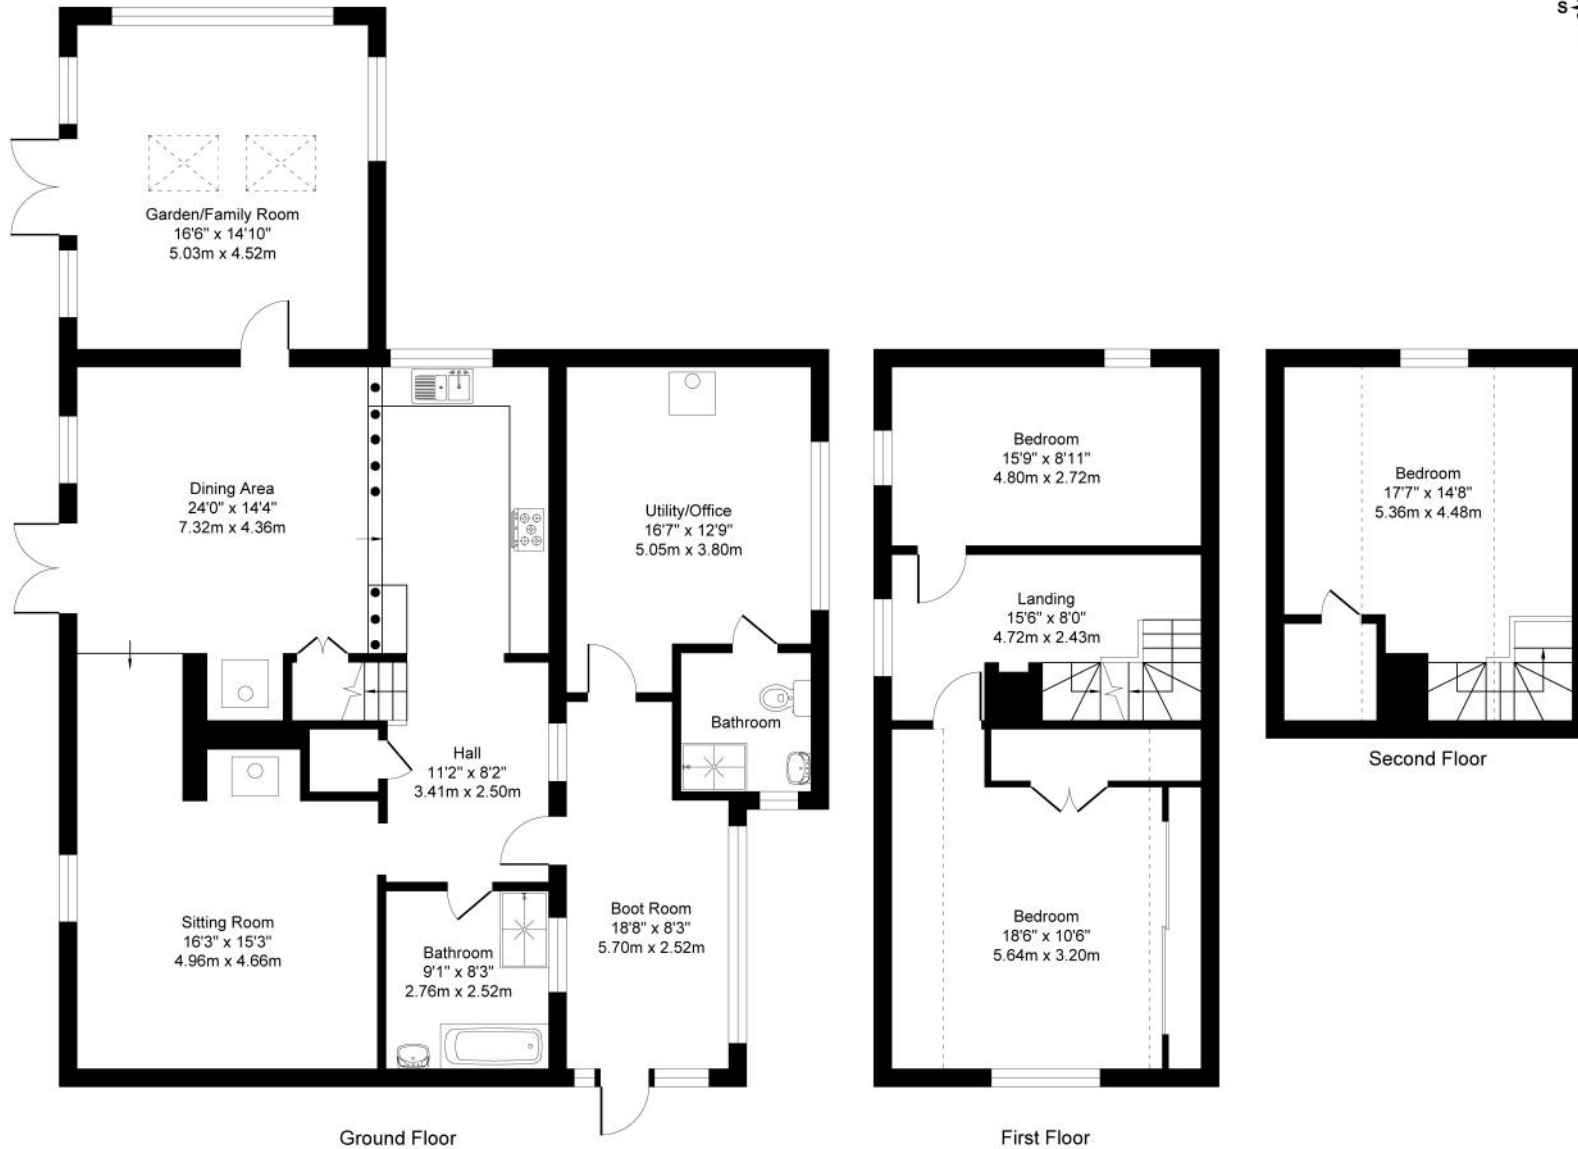 S
Garden/Family Room
16'6" x 14'10"
5.03m x 4.52m
Dining Area
24'0" x 14'4"
7.32m x 4.36m
Utility/Office
16'7" x 12'9"
5.05m x 3.80m
Bathroom
Hall
11'2" x 8'2"
3.41m x 2.50m
Sitting Room
16'3" x 15'3"
4.96m x 4.66m
Bathroom
9'1" x 8'3"
2.76m x 2.52m
Boot Room
18'8" x 8'3"
5.70m x 2.52m
Ground Floor
Bedroom
15'9" x 8'11"
4.80m x 2.72m
Landing
15'6" x 8'0"
4.72m x 2.43m
Bedroom
18'6" x 10'6"
5.64m x 3.20m
First Floor
Bedroom
17'7" x 14'8"
5.36m x 4.48m
Second Floor